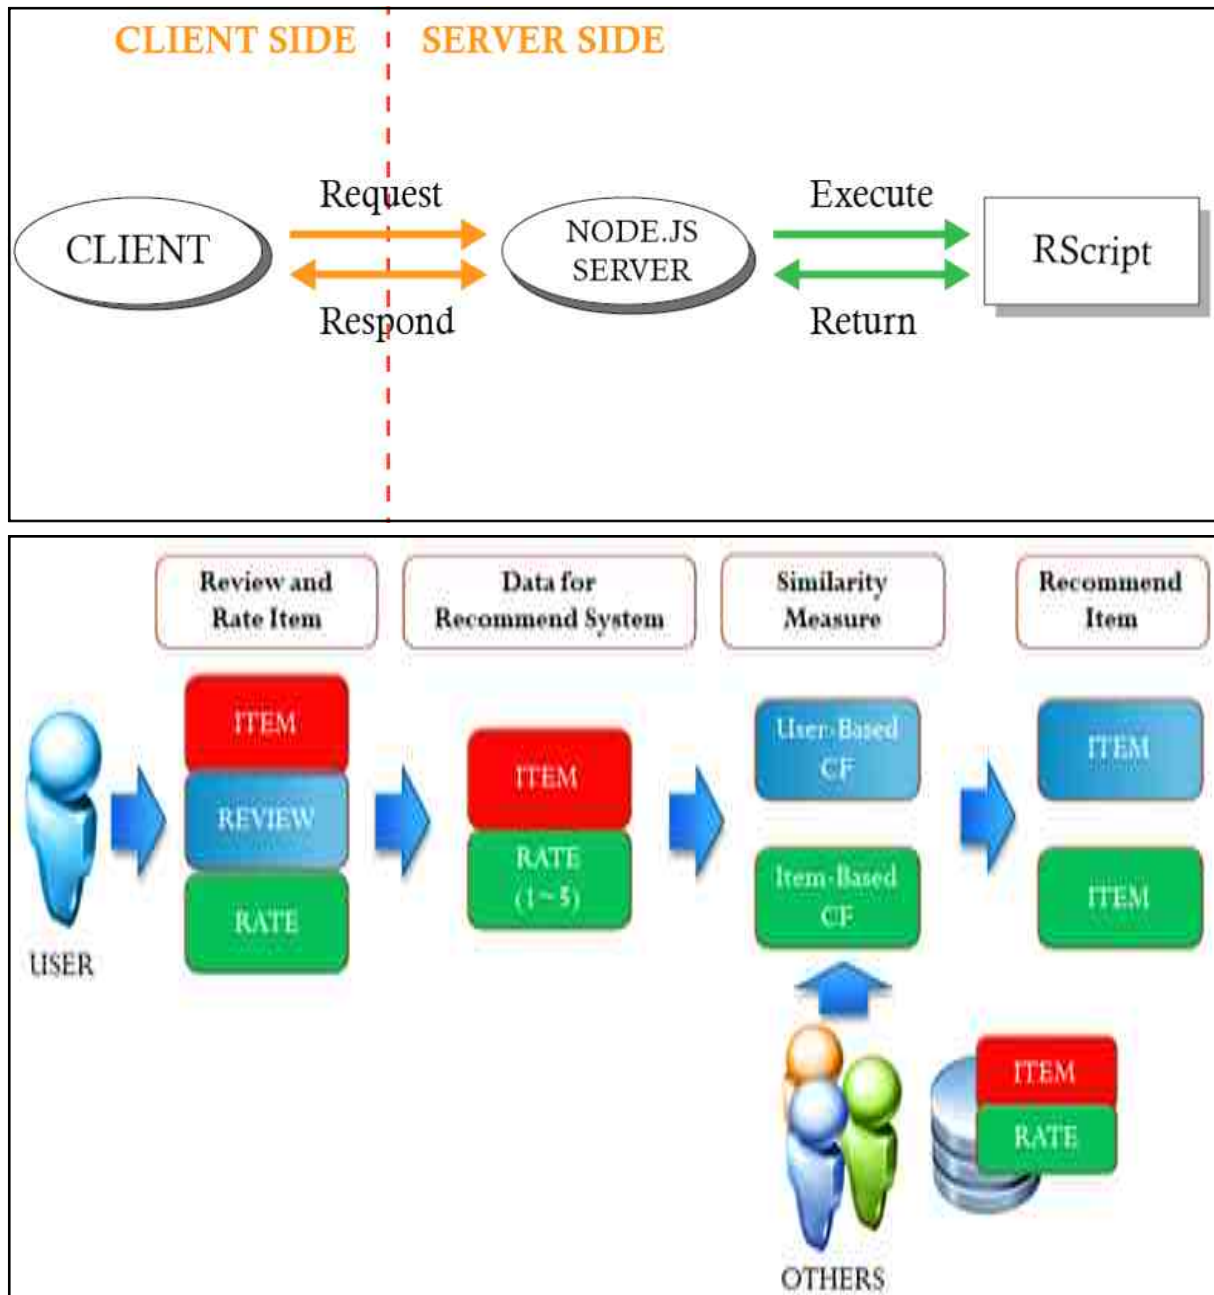 CLIENT SIDE
SERVER SIDE
Request
Execute
CLIENT
NODE.JS
SERVER
RScript
Respond
Return
Review and
Rate Item
Data for
Recommend System
Similarity
Measure
Recommend
Item
ITEM
REVIEW
RATE
USER
ITEM
RATE
(1~5)
User-Based
CF
Item-Based
CF
ITEM
ITEM
OTHERS
ITEM
RATE